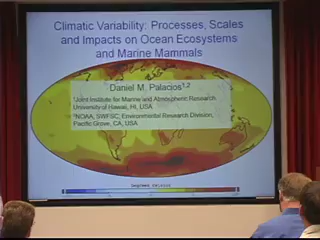 Climatic Variability: Processes, Scales
and Impacts on Ocean Ecosystems
and Marine Mammals
Daniel M. Palacios¹,²
¹Joint Institute for Marine and Atmospheric Research
University of Hawaii, HI, USA
²NOAA, SWFSC, Environmental Research Division,
Pacific Grove, CA, USA